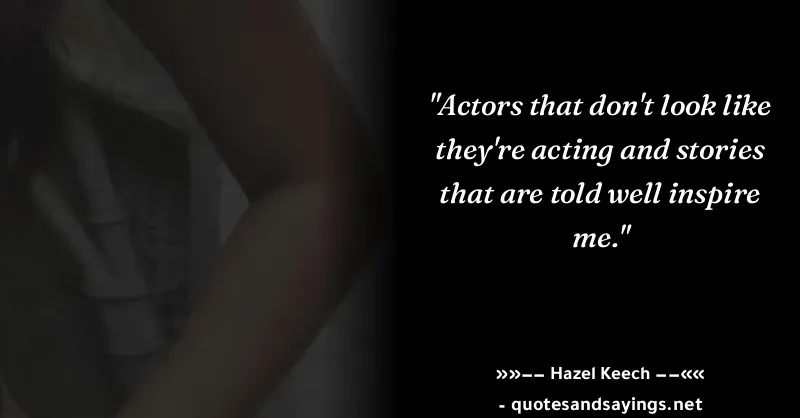 "Actors that don't look like
they're acting and stories
that are told well inspire
me."
»»–– Hazel Keech ––««
- quotesandsayings.net